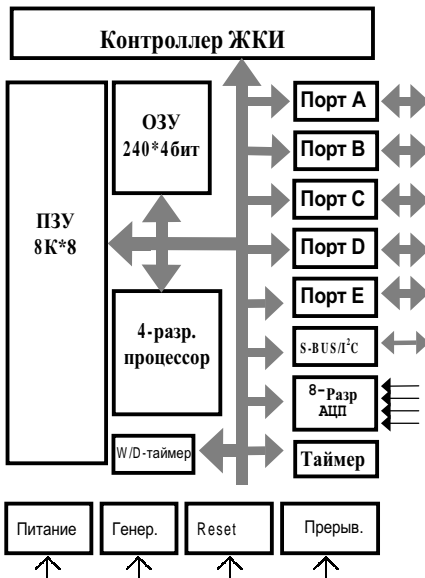 Контроллер ЖКИ
ПЗУ
8К*8
ОЗУ
240*4бит
4-разр.
процессор
W/D-таймер
Порт A
Порт B
Порт C
Порт D
Порт E
S-BUS/I²C
8-Разр
АЦП
Таймер
Питание
Генер.
Reset
Прерыв.